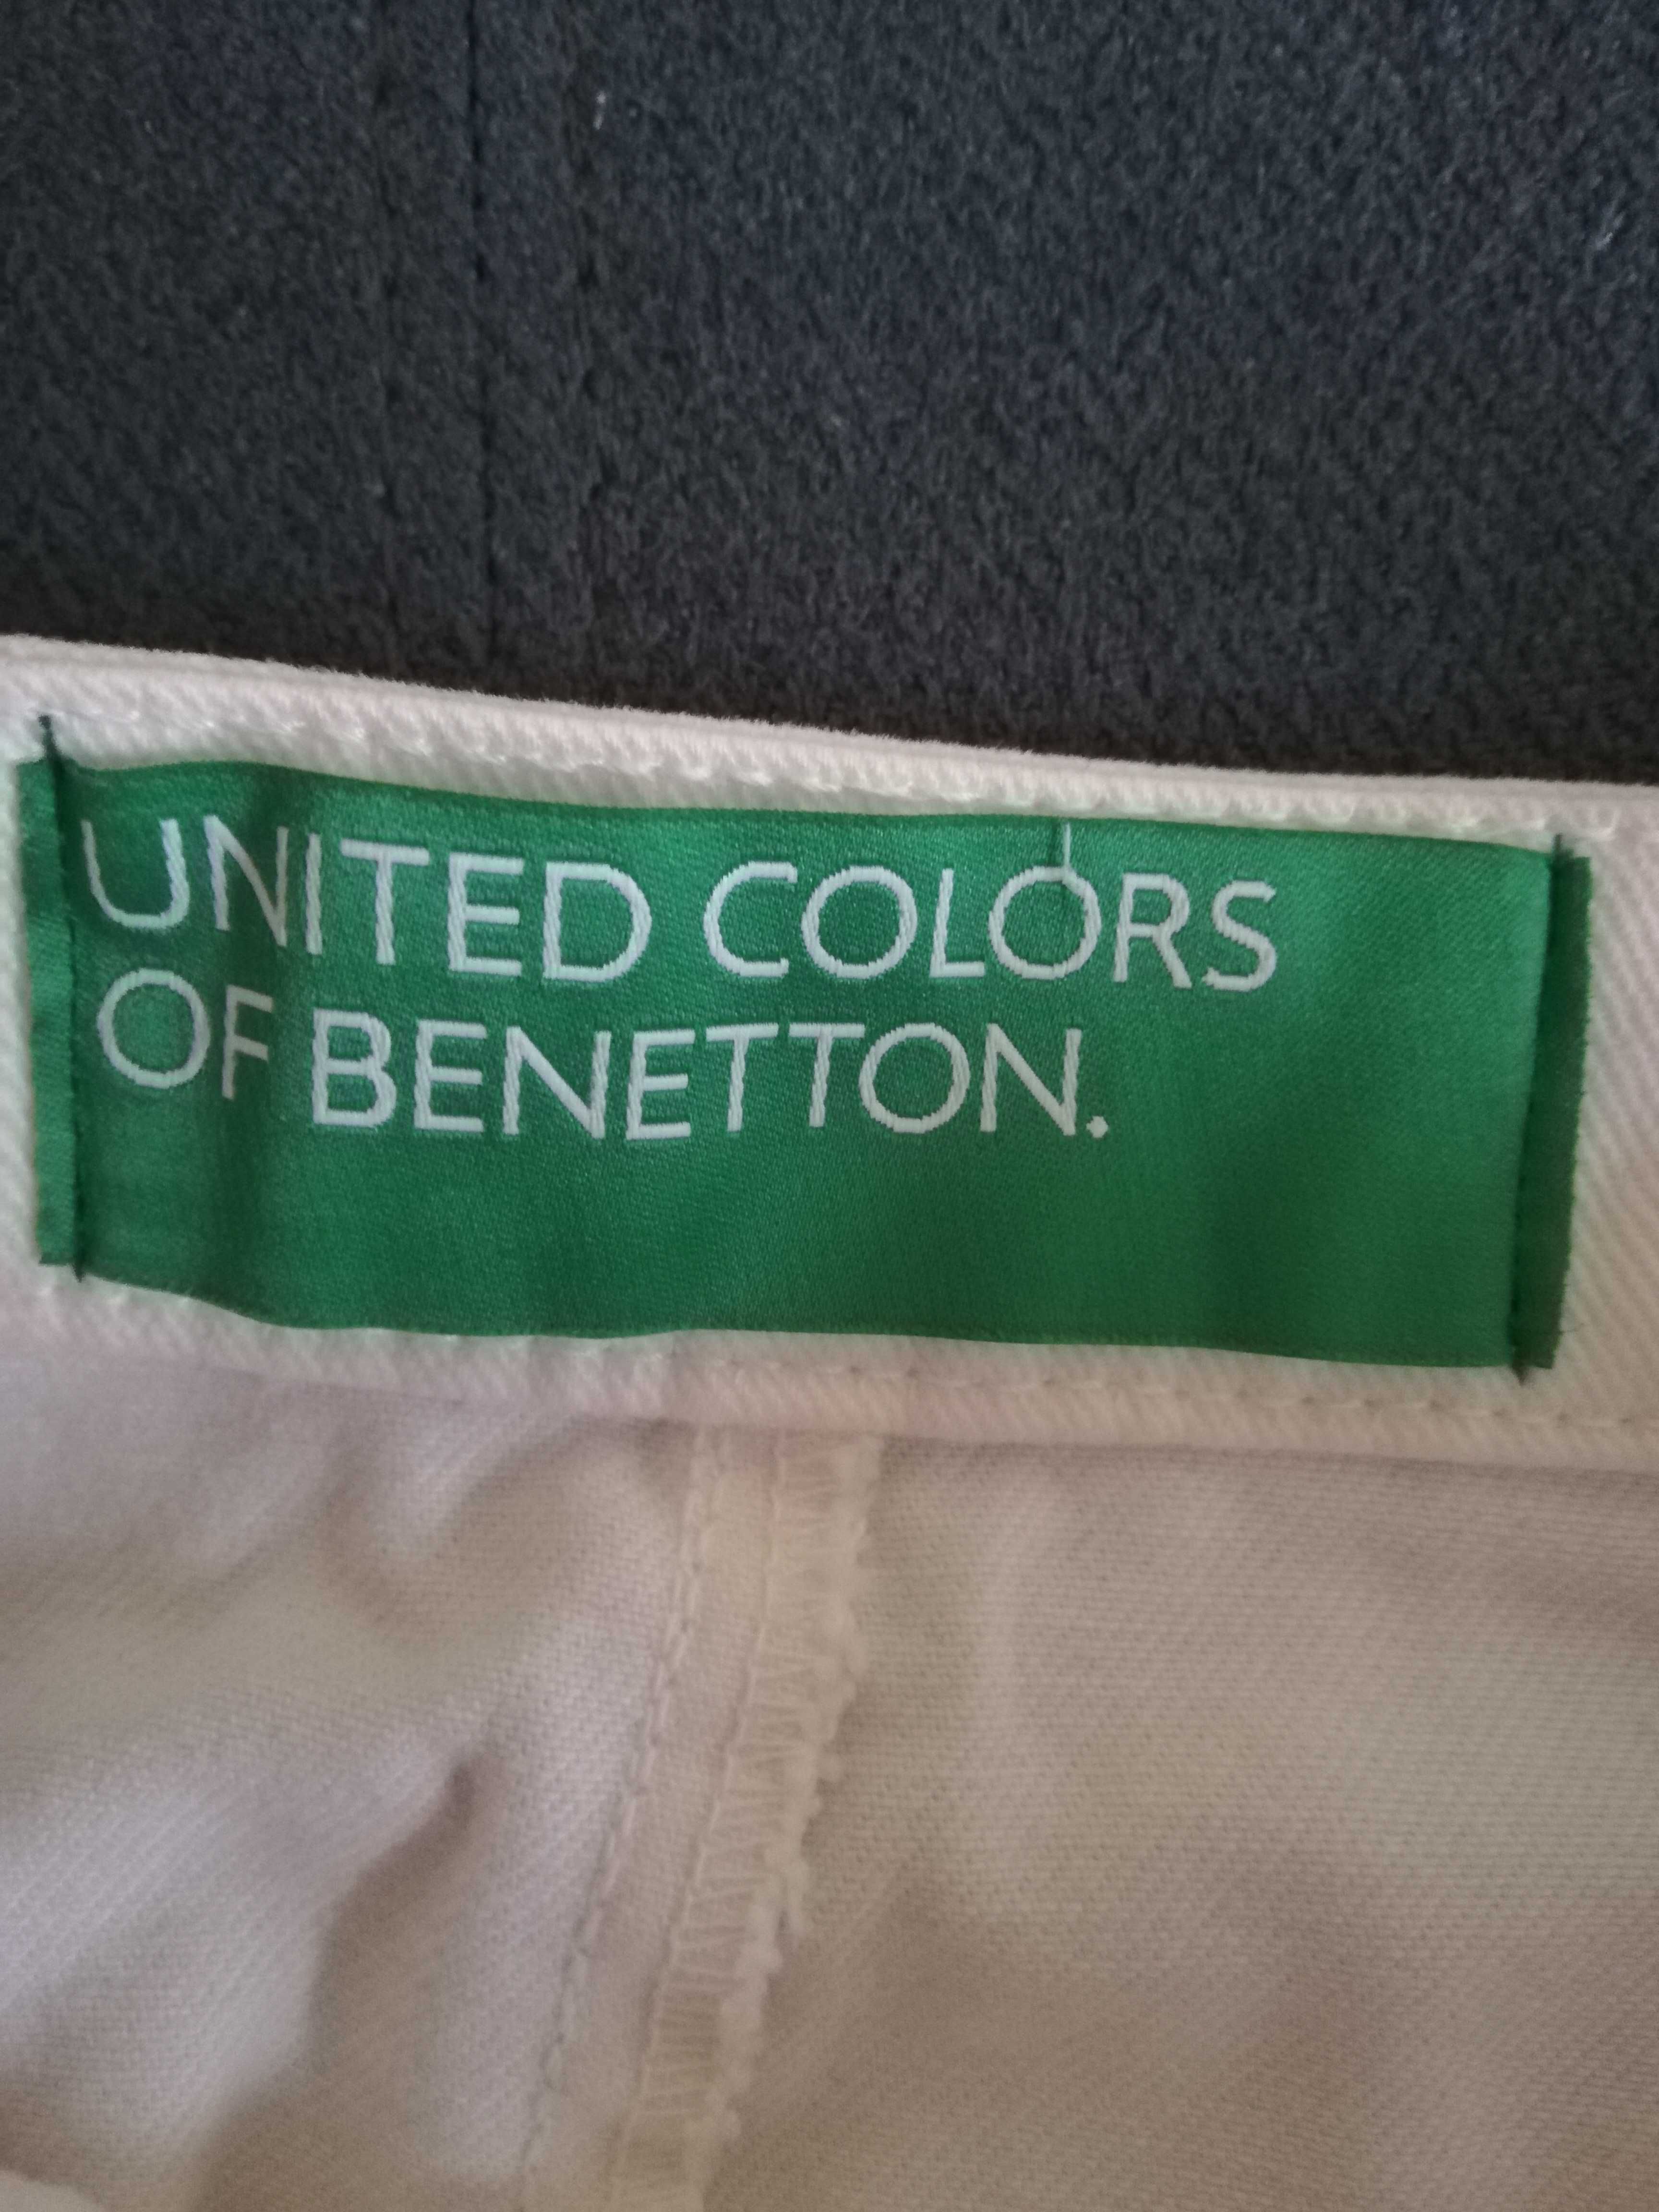 UNITED COLORS
OF BENETTON.